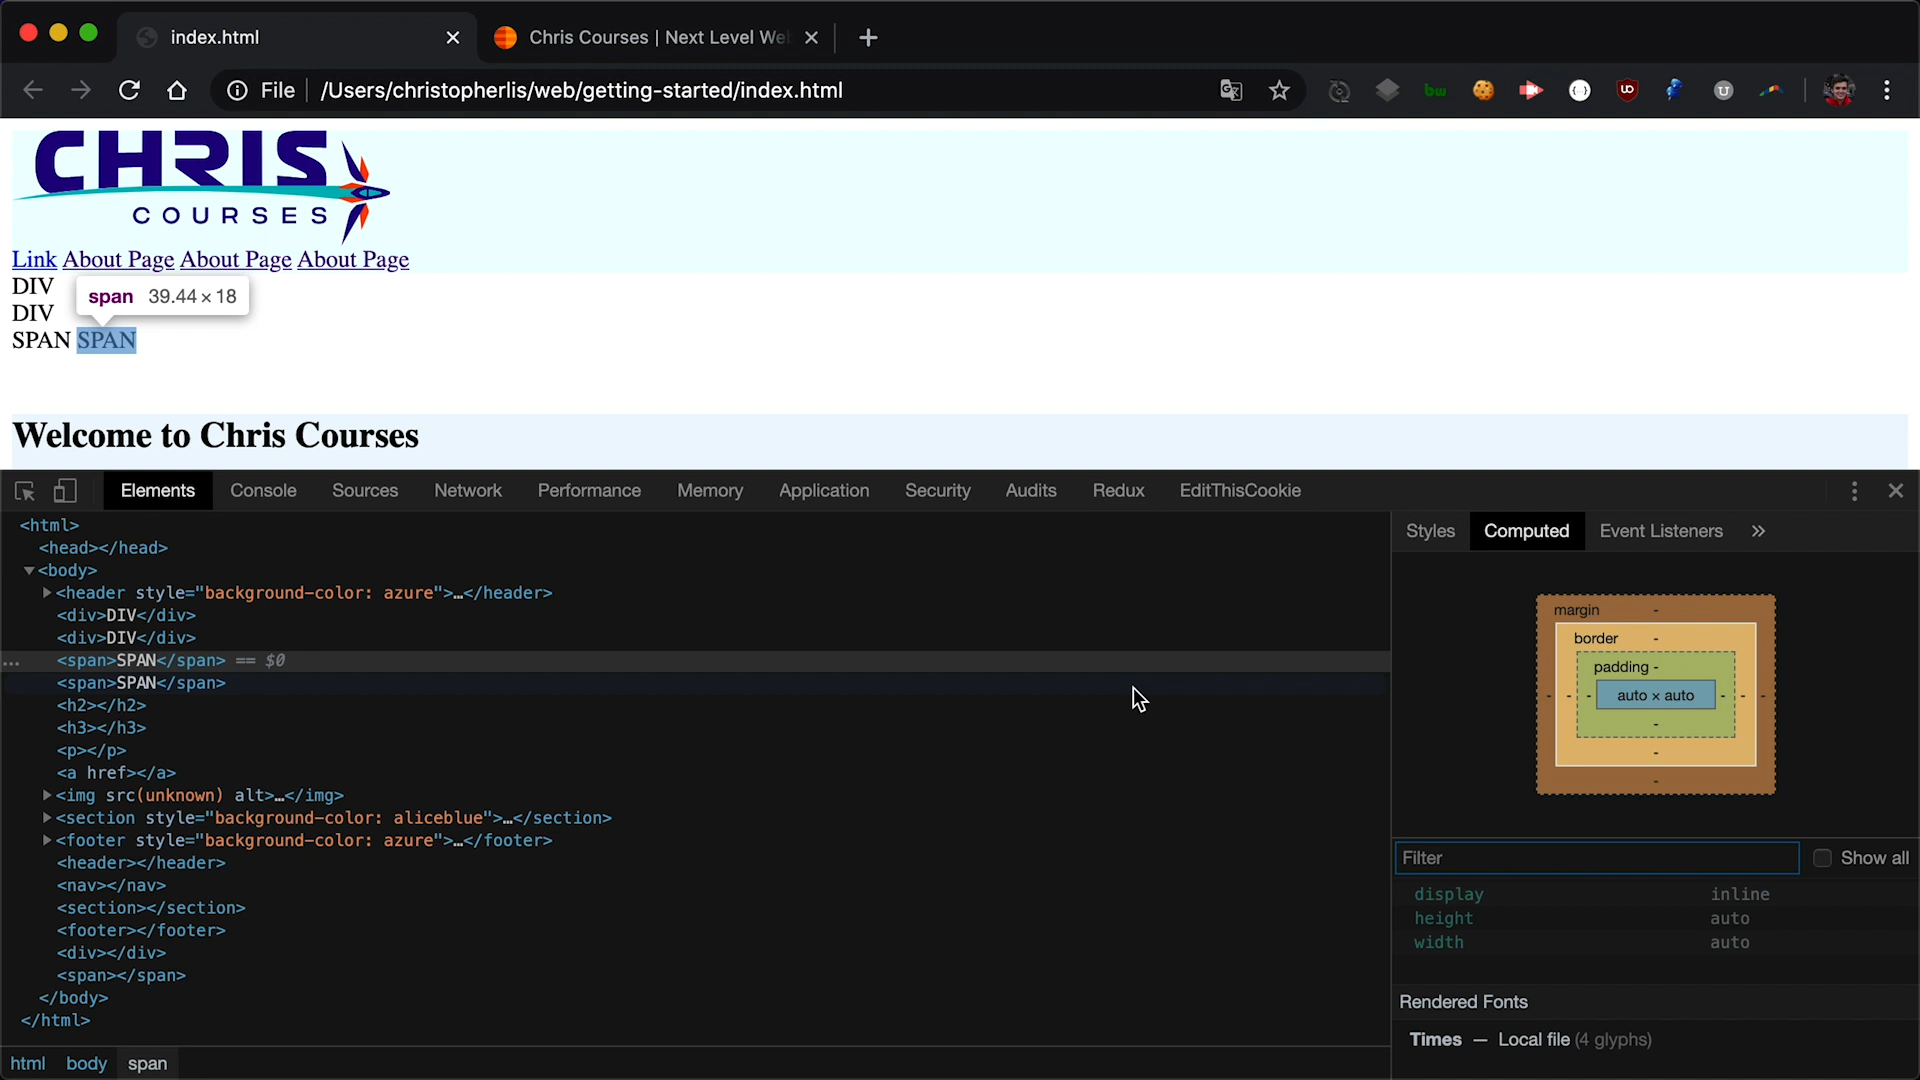 index.html
Chris Courses | Next Level We
File
/Users/christopherlis/web/getting-started/index.html
bw
CHRIS
COURSES
Link About Page About Page About Page
DIV
span 39.44 × 18
DIV
SPAN SPAN
Welcome to Chris Courses
Elements Console Sources Network Performance Memory Application Security Audits Redux EditThisCookie
<html>
<head></head>
<body>
<header style="background-color: azure">…</header>
<div>DIV</div>
<div>DIV</div>
<span>SPAN</span> == $0
<span>SPAN</span>
<h2></h2>
<h3></h3>
<p></p>
<a href></a>
<img src(unknown) alt>…</img>
<section style="background-color: aliceblue">…</section>
<footer style="background-color: azure">…</footer>
<header></header>
<nav></nav>
<section></section>
<footer></footer>
<div></div>
<span></span>
</body>
</html>
html body span
Styles Computed Event Listeners »
margin -
border -
padding -
- - - auto × auto - - -
-
-
-
Filter Show all
display inline
height auto
width auto
Rendered Fonts
Times — Local file (4 glyphs)